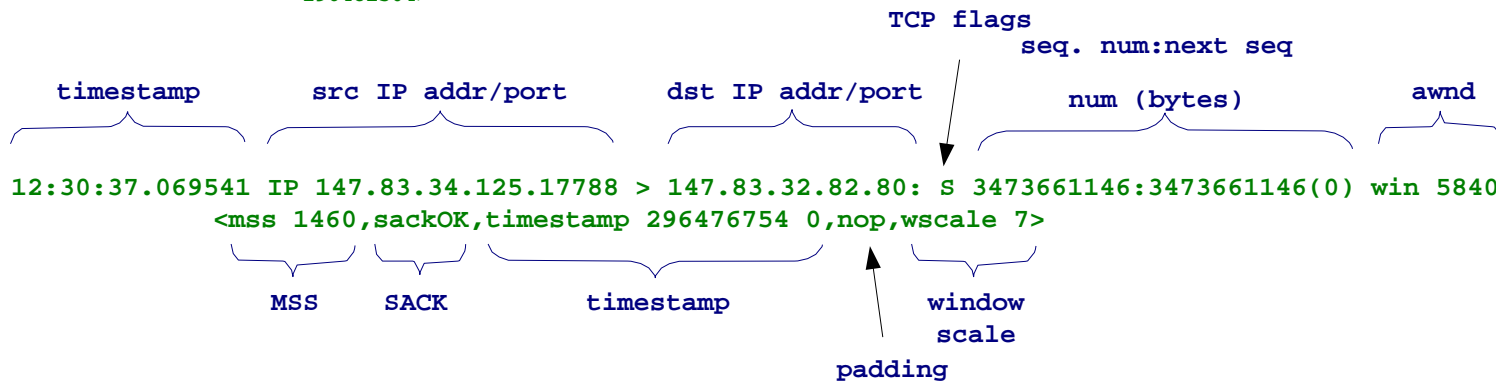 TCP flags
seq. num:next seq
timestamp src IP addr/port dst IP addr/port num (bytes) awnd
12:30:37.069541 IP 147.83.34.125.17788 > 147.83.32.82.80: S 3473661146:3473661146(0) win 5840
<mss 1460,sackOK,timestamp 296476754 0,nop,wscale 7>
MSS SACK timestamp window
scale
padding